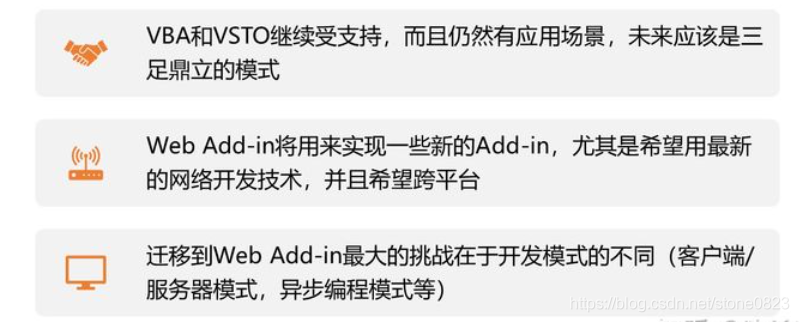 VBA和VSTO继续受支持，而且仍然有应用场景，未来应该是三
足鼎立的模式
Web Add-in将用来实现一些新的Add-in，尤其是希望用最新
的网络开发技术，并且希望跨平台
迁移到Web Add-in最大的挑战在于开发模式的不同（客户端/
服务器模式，异步编程模式等）
https://blog.csdn.net/stone0823